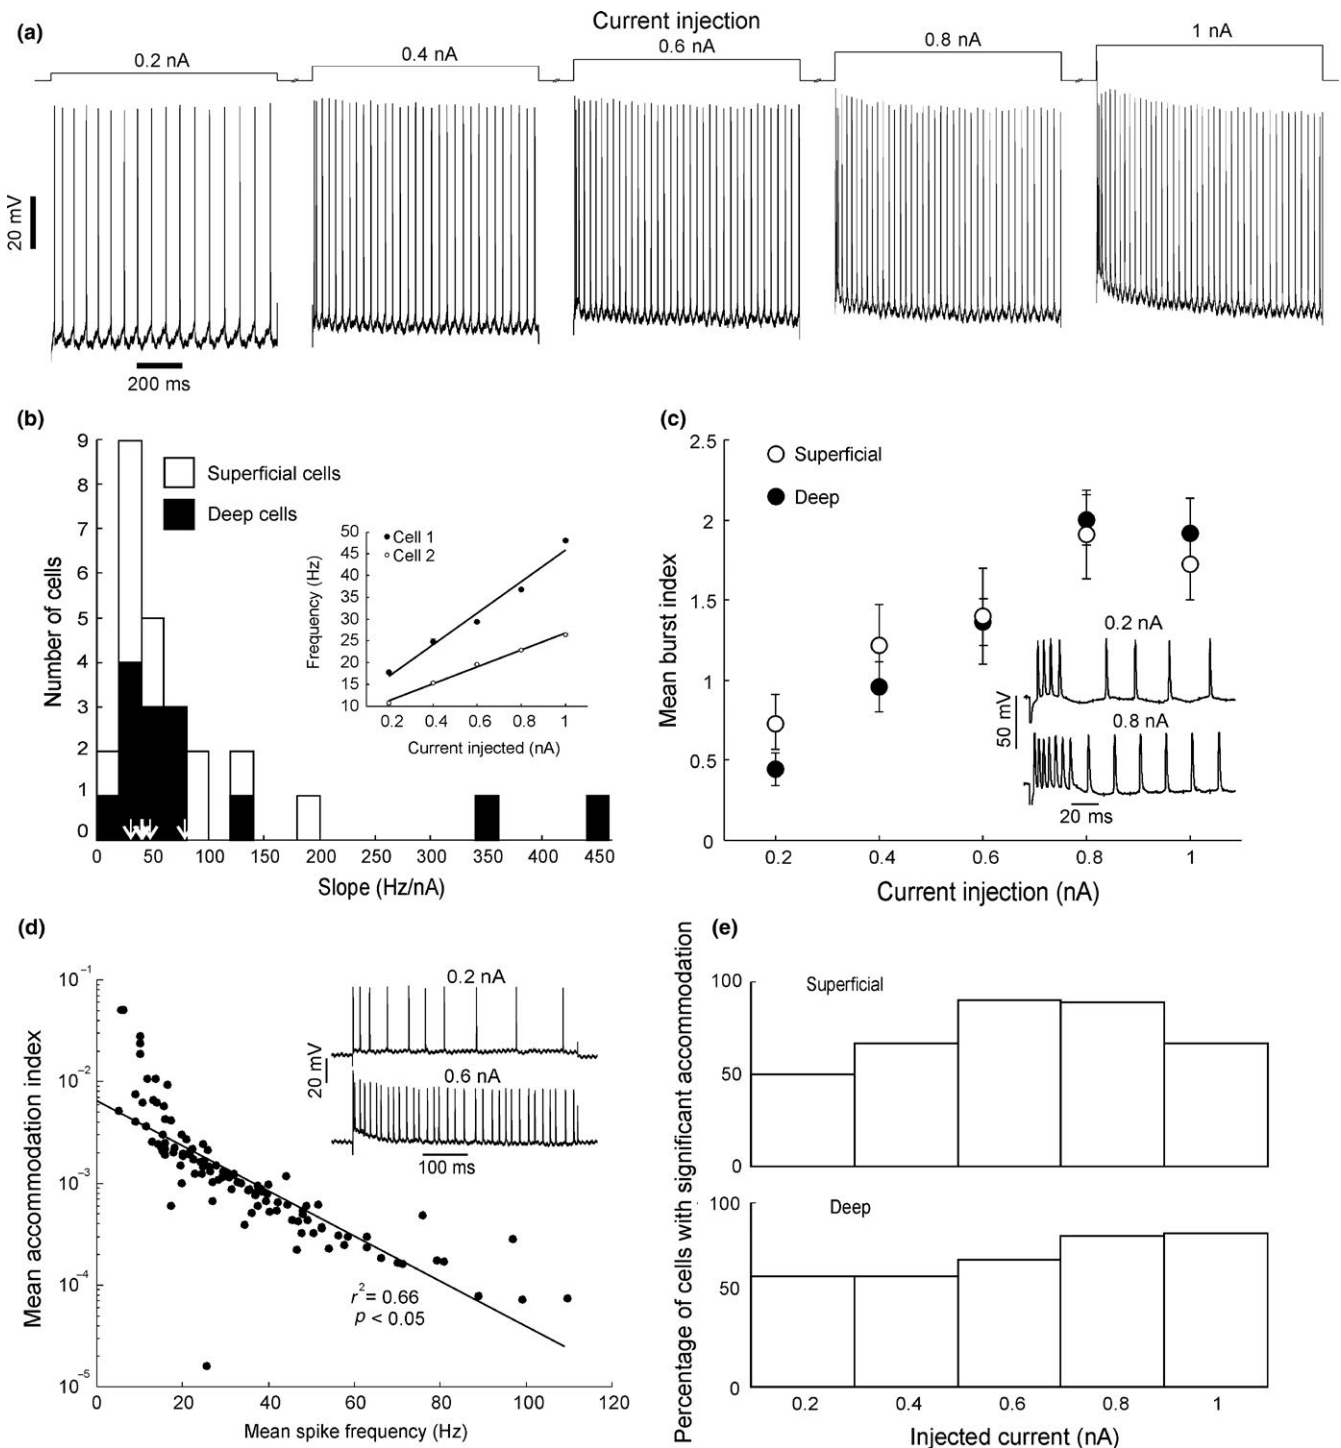 (a)
Current injection
0.2 nA
0.4 nA
0.6 nA
0.8 nA
1 nA
20 mV
200 ms
(b)
Number of cells
9
8
7
6
5
4
3
2
1
0
Superficial cells
Deep cells
Frequency (Hz)
50
45
40
35
30
25
20
15
10
Cell 1
Cell 2
0.2 0.4 0.6 0.8 1
Current injected (nA)
0 50 100 150 200 250 300 350 400 450
Slope (Hz/nA)
(c)
Mean burst index
2.5
2
1.5
1
0.5
0
Superficial
Deep
0.2 nA
50 mV
0.8 nA
20 ms
0.2 0.4 0.6 0.8 1
Current injection (nA)
(d)
Mean accommodation index
10−1
10−2
10−3
10−4
10−5
0.2 nA
20 mV
0.6 nA
100 ms
r2 = 0.66
p < 0.05
0 20 40 60 80 100 120
Mean spike frequency (Hz)
(e)
Percentage of cells with significant accommodation
100
50
0
Superficial
100
50
0
Deep
0.2 0.4 0.6 0.8 1
Injected current (nA)